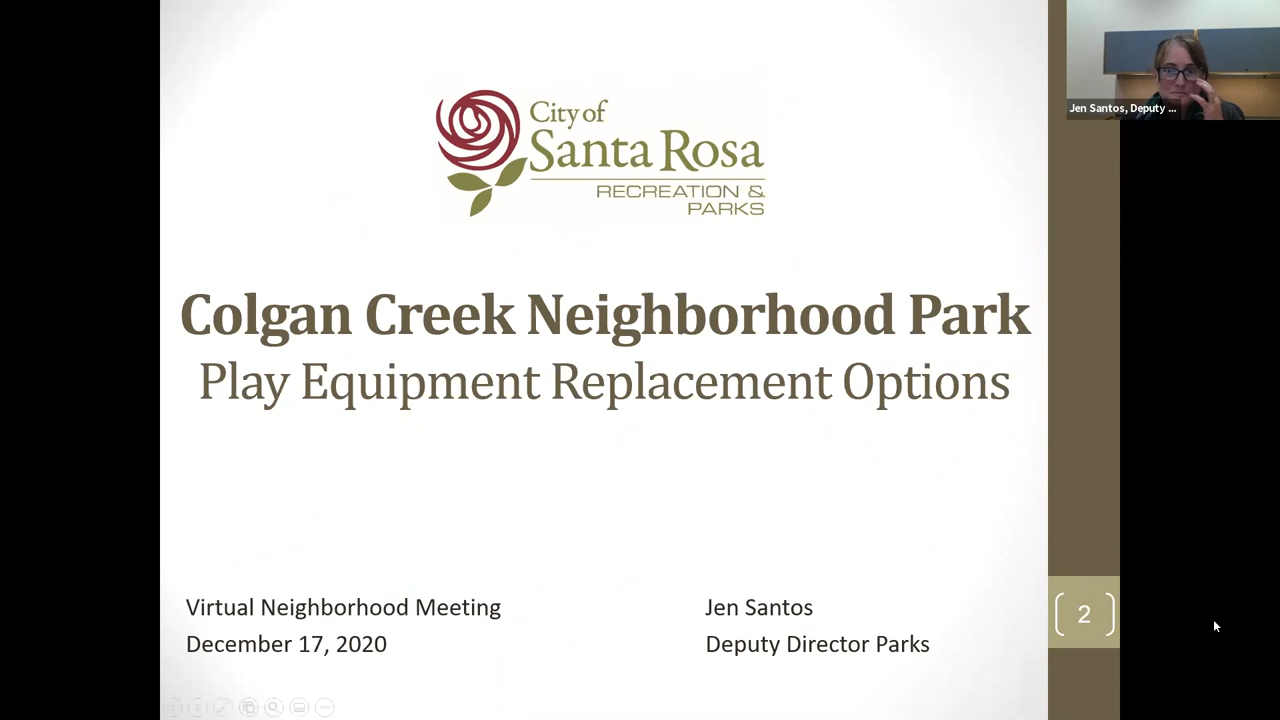 City of
Santa Rosa
RECREATION &
PARKS
Jen Santos, Deputy ...
Colgan Creek Neighborhood Park
Play Equipment Replacement Options
Virtual Neighborhood Meeting
December 17, 2020
Jen Santos
Deputy Director Parks
2